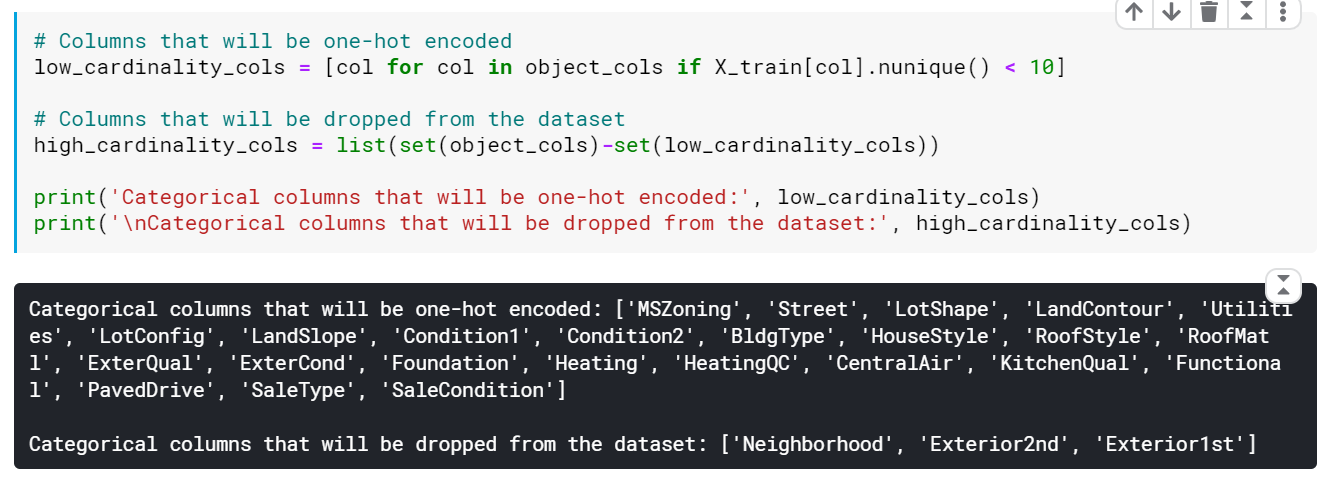 # Columns that will be one-hot encoded
low_cardinality_cols = [col for col in object_cols if X_train[col].nunique() < 10]
# Columns that will be dropped from the dataset
high_cardinality_cols = list(set(object_cols)-set(low_cardinality_cols))
print('Categorical columns that will be one-hot encoded:', low_cardinality_cols)
print('\nCategorical columns that will be dropped from the dataset:', high_cardinality_cols)
Categorical columns that will be one-hot encoded: ['MSZoning', 'Street', 'LotShape', 'LandContour', 'Utiliti
es', 'LotConfig', 'LandSlope', 'Condition1', 'Condition2', 'BldgType', 'HouseStyle', 'RoofStyle', 'RoofMat
l', 'ExterQual', 'ExterCond', 'Foundation', 'Heating', 'HeatingQC', 'CentralAir', 'KitchenQual', 'Functiona
l', 'PavedDrive', 'SaleType', 'SaleCondition']
Categorical columns that will be dropped from the dataset: ['Neighborhood', 'Exterior2nd', 'Exterior1st']